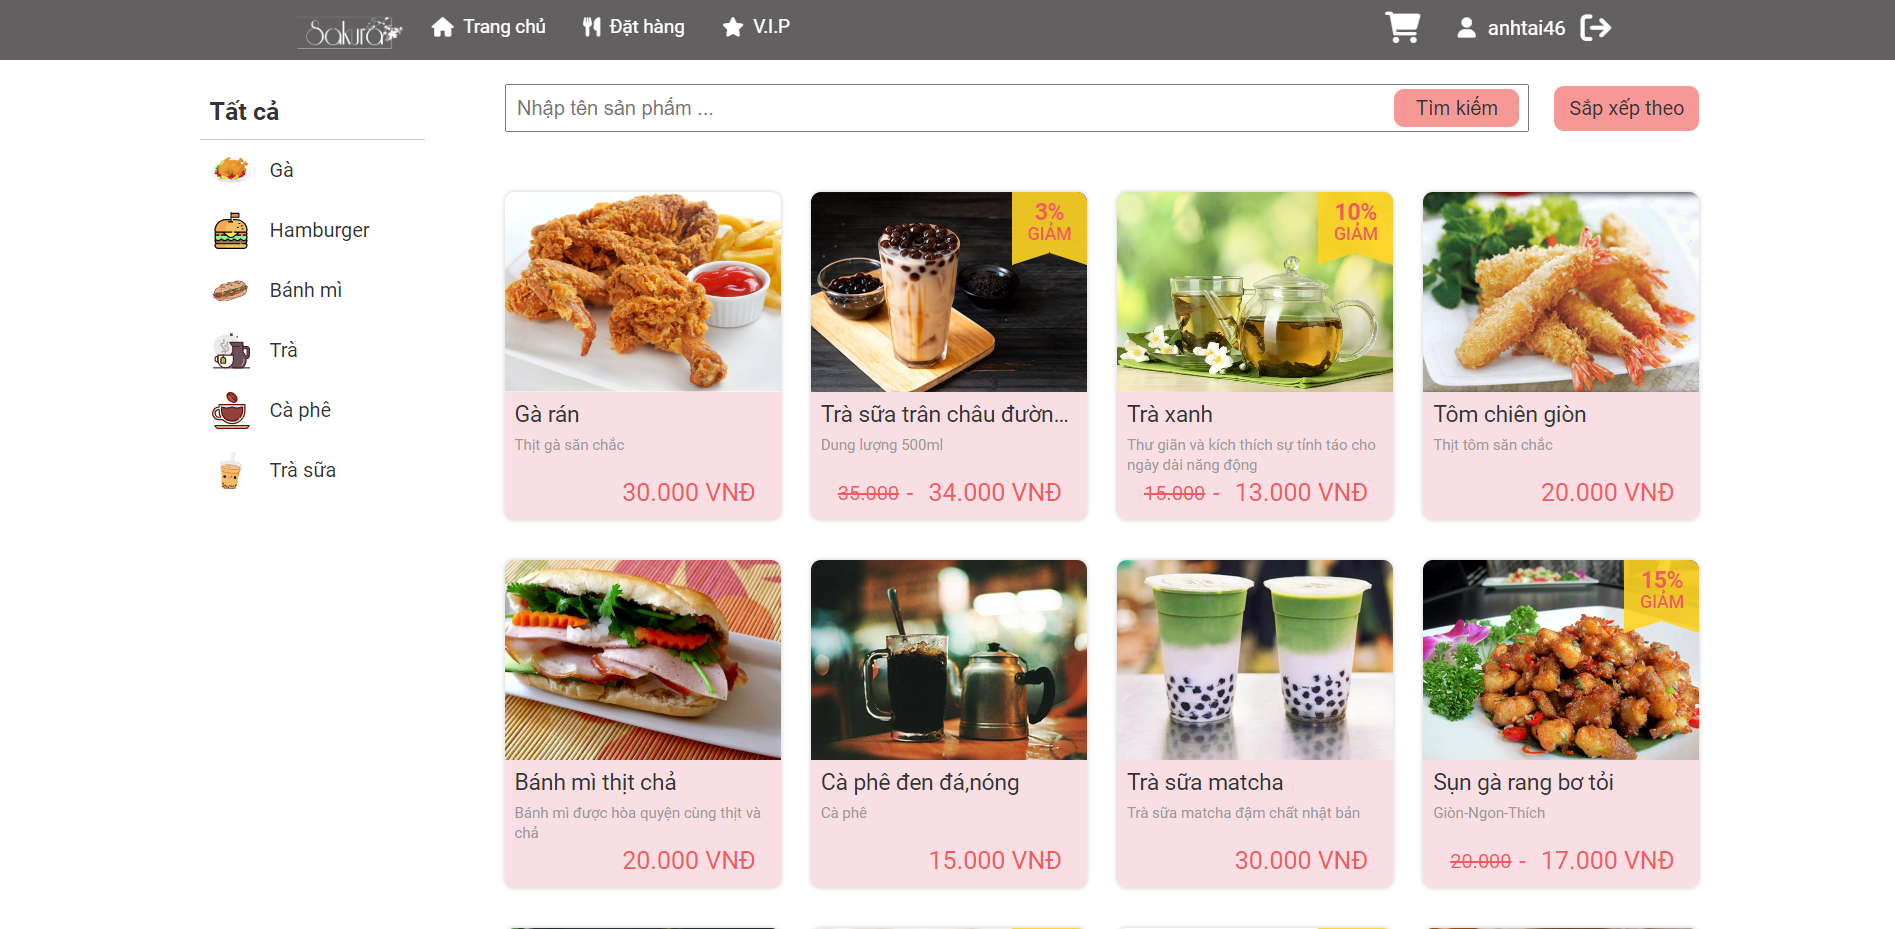 Sakura
Trang chủ
Đặt hàng
V.I.P
anhtai46
Tất cả
Gà
Hamburger
Bánh mì
Trà
Cà phê
Trà sữa
Nhập tên sản phẩm ...
Tìm kiếm
Sắp xếp theo
Gà rán
Thịt gà săn chắc
30.000 VNĐ
3%
GIẢM
Trà sữa trân châu đườn...
Dung lượng 500ml
35.000 - 34.000 VNĐ
10%
GIẢM
Trà xanh
Thư giãn và kích thích sự tỉnh táo cho
ngày dài năng động
15.000 - 13.000 VNĐ
Tôm chiên giòn
Thịt tôm săn chắc
20.000 VNĐ
Bánh mì thịt chả
Bánh mì được hòa quyện cùng thịt và
chả
20.000 VNĐ
Cà phê đen đá,nóng
Cà phê
15.000 VNĐ
Trà sữa matcha
Trà sữa matcha đậm chất nhật bản
30.000 VNĐ
15%
GIẢM
Sụn gà rang bơ tỏi
Giòn-Ngon-Thích
20.000 - 17.000 VNĐ